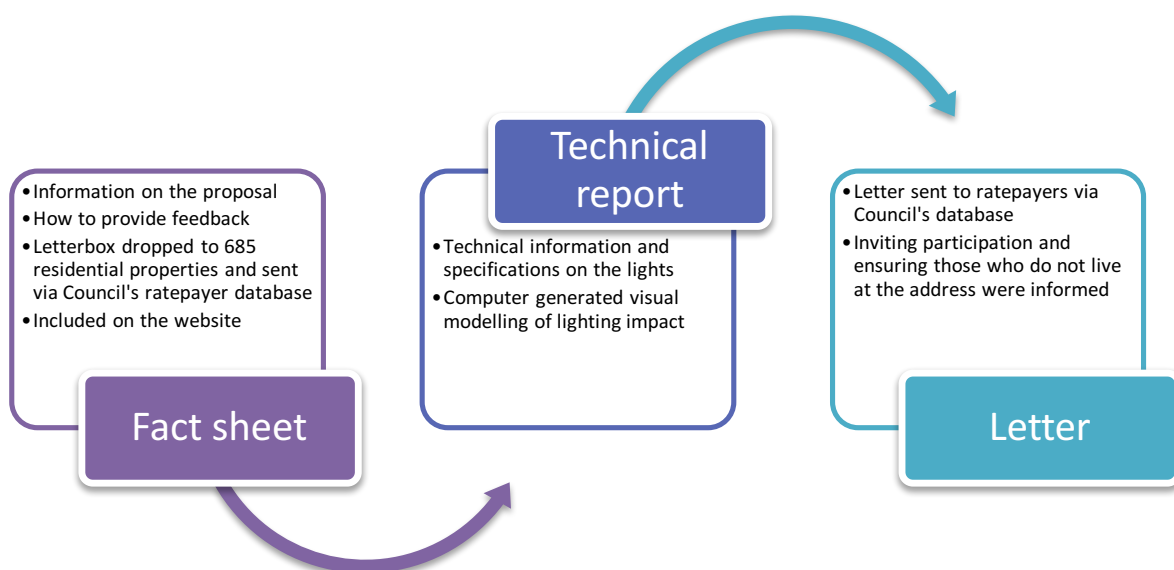 •Information on the proposal
•How to provide feedback
•Letterbox dropped to 685
residential properties and sent
via Council's ratepayer database
•Included on the website
Fact sheet
Technical
report
•Technical information and
specifications on the lights
•Computer generated visual
modelling of lighting impact
•Letter sent to ratepayers via
Council's database
•Inviting participation and
ensuring those who do not live
at the address were informed
Letter